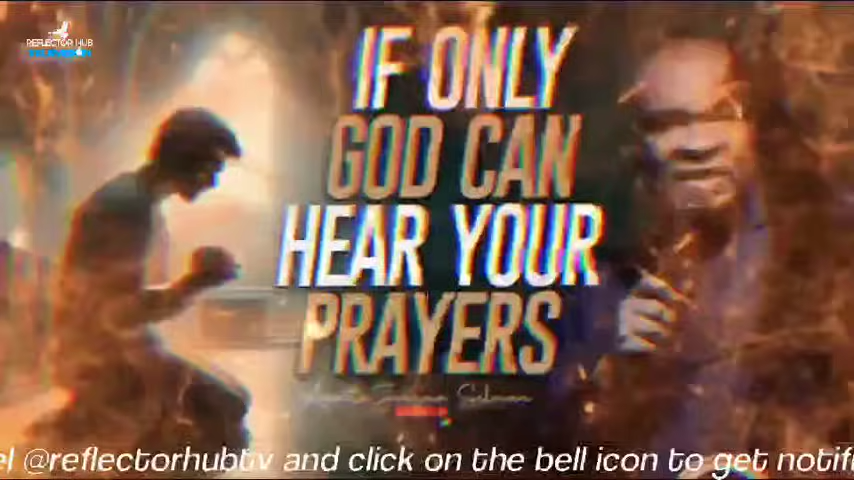 REFLECTOR HUB
IF ONLY
GOD CAN
HEAR YOUR
PRAYERS
el @reflectorhubtv and click on the bell icon to get notifi